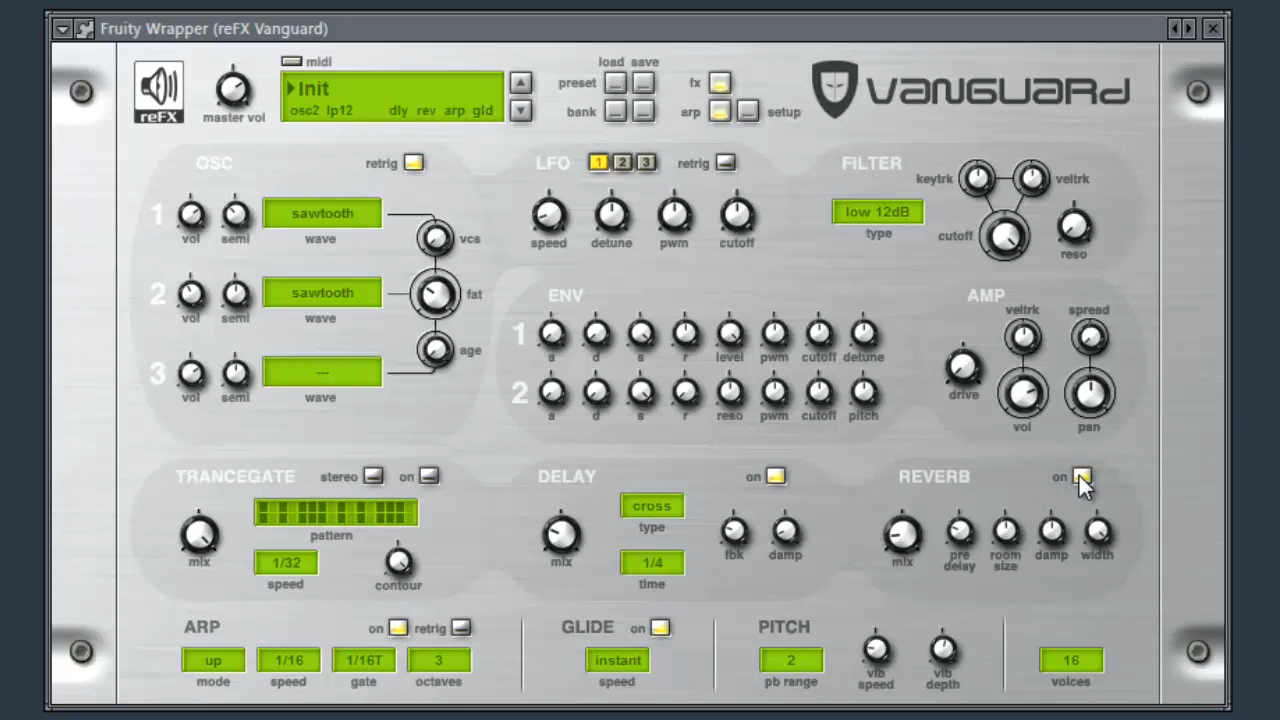 Fruity Wrapper (reFX Vanguard)
reFX
master vol
midi
Init
osc2 lp12 dly rev arp gld
load save
preset
bank
fx
arp setup
VANGUARD
OSC
retrig
1 sawtooth
vol semi wave
vcs
2 sawtooth
vol semi wave
fat
3 ---
vol semi wave
age
LFO 1 2 3 retrig
speed detune pwm cutoff
FILTER
keytrk veltrk
low 12dB
type
cutoff
reso
ENV
1
a d s r level pwm cutoff detune
2
a d s r reso pwm cutoff pitch
AMP
veltrk spread
drive
vol pan
TRANCEGATE stereo on
mix
pattern
1/32
speed
contour
DELAY on
mix
cross
type
1/4
time
fbk damp
REVERB on
mix
pre delay
room size
damp
width
ARP on retrig
up 1/16 1/16T 3
mode speed gate octaves
GLIDE on
instant
speed
PITCH
2
pb range
vib speed
vib depth
16
voices